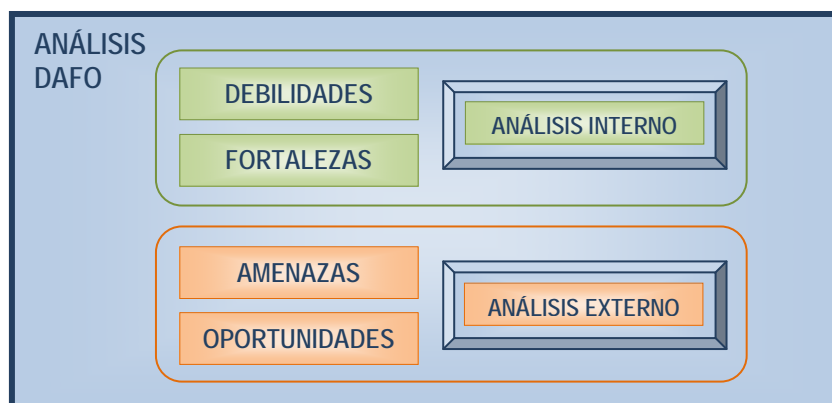 ANÁLISIS
DAFO
DEBILIDADES
FORTALEZAS
ANÁLISIS INTERNO
AMENAZAS
OPORTUNIDADES
ANÁLISIS EXTERNO